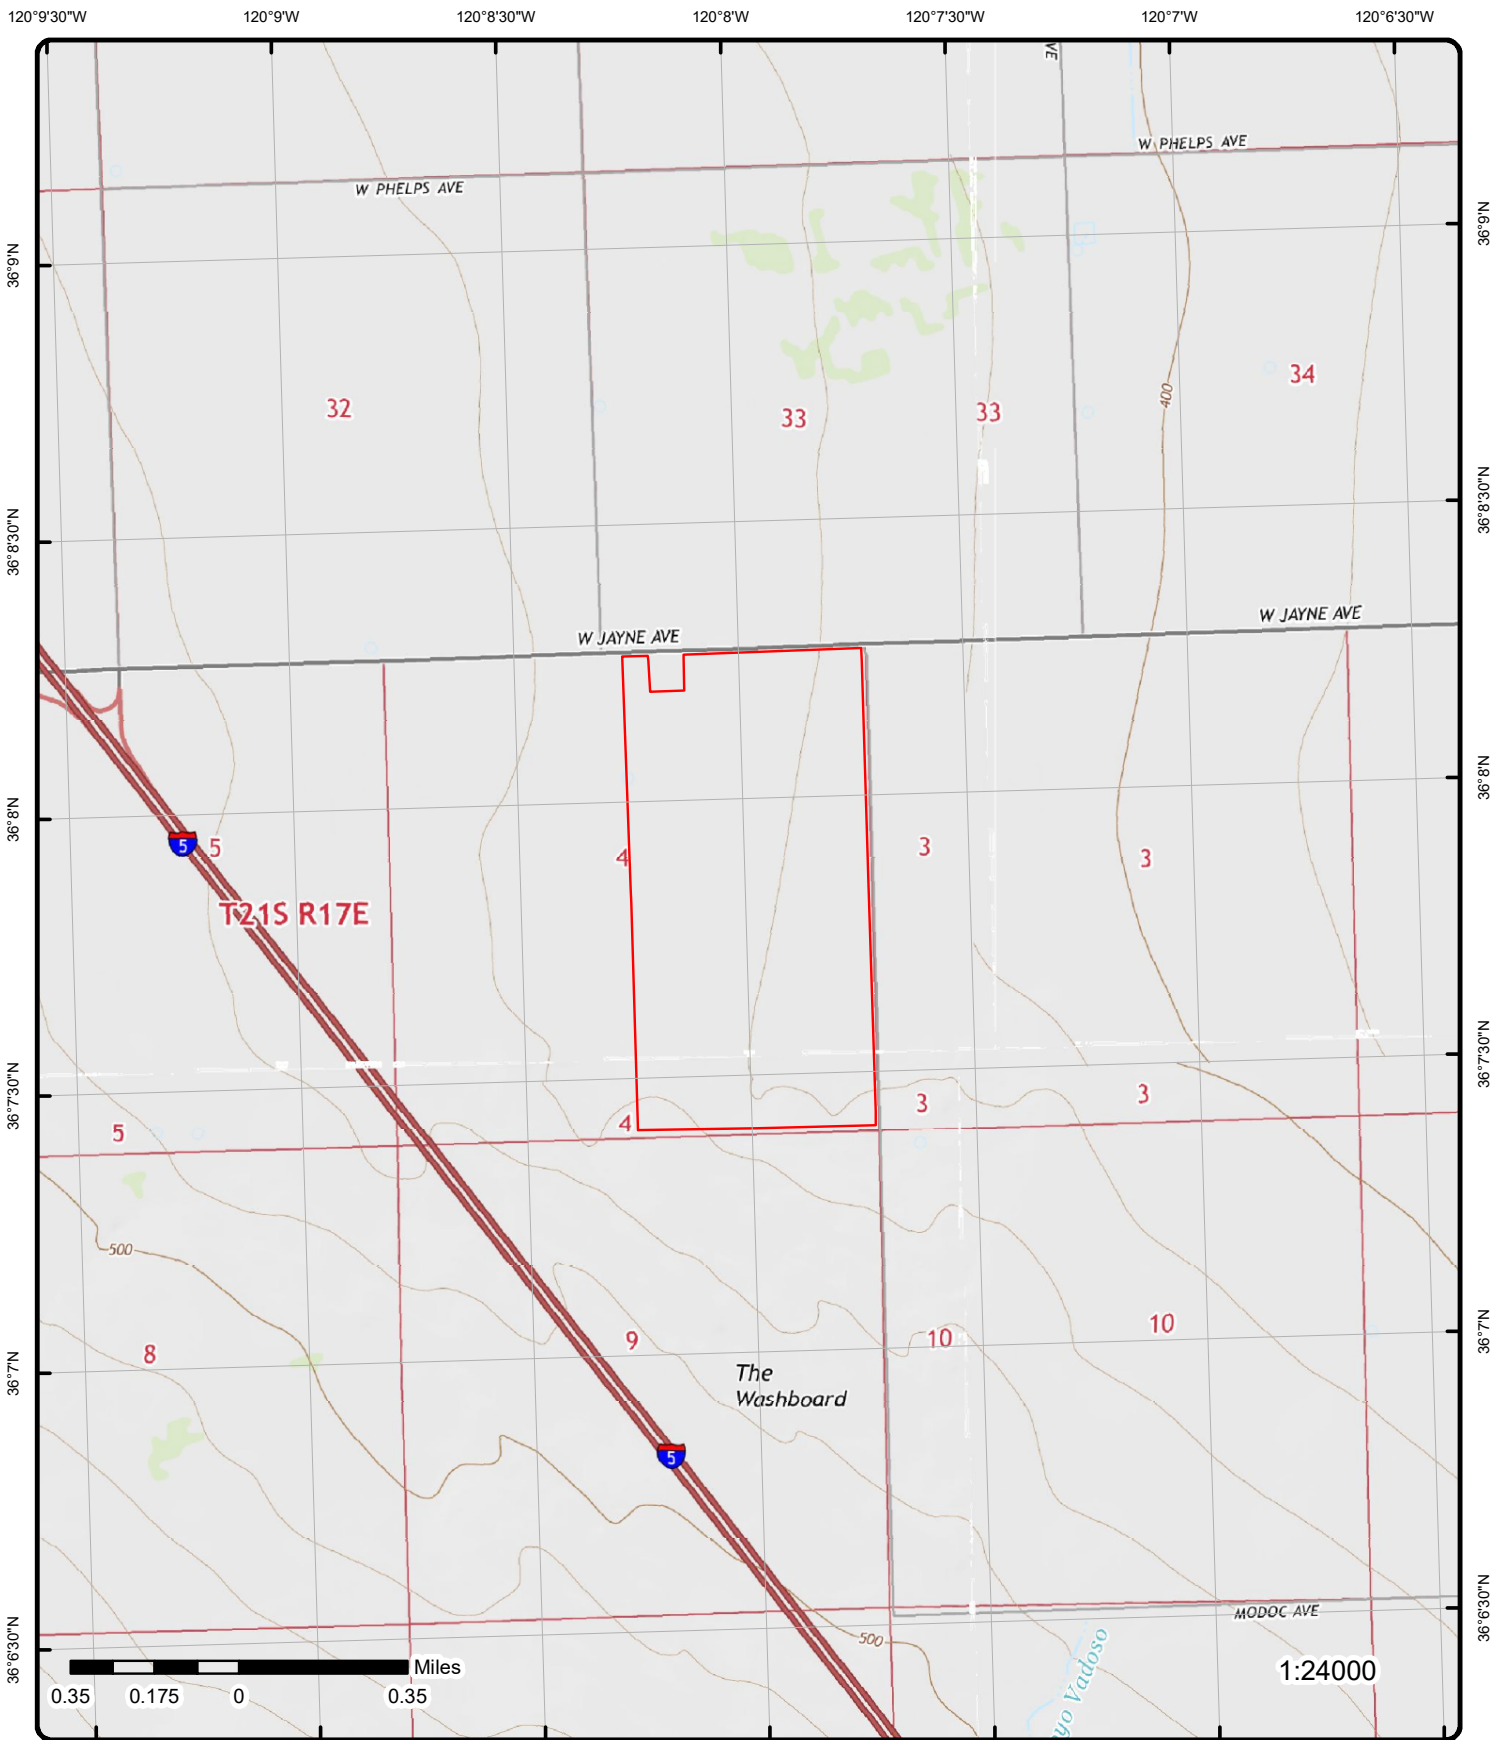 120°9'30"W 120°9'W 120°8'30"W 120°8'W 120°7'30"W 120°7'W 120°6'30"W
VE
W PHELPS AVE
W PHELPS AVE
36°9'N
36°9'N
34
400
32
33
33
36°8'30"N
36°8'30"N
W JAYNE AVE
W JAYNE AVE
36°8'N
36°8'N
5
5
4
3
3
T21S R17E
36°7'30"N
36°7'30"N
5
4
3
3
500
8
9
10
10
36°7'N
36°7'N
The
Washboard
5
36°6'30"N
36°6'30"N
MODOC AVE
500
yo Vadoso
Miles
0.35 0.175 0 0.35
1:24000